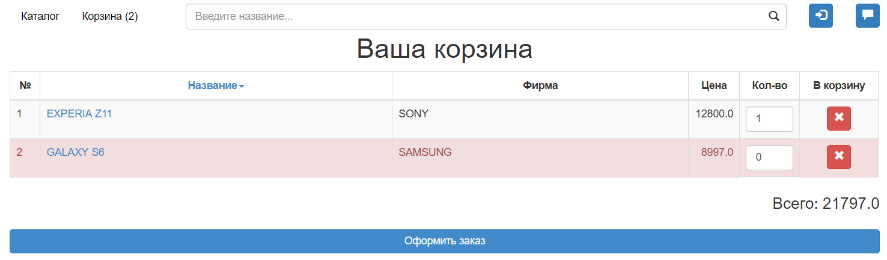 Каталог Корзина (2) Введите название...
Ваша корзина
№ Название Фирма Цена Кол-во В корзину
1 EXPERIA Z11 SONY 12800.0 1
2 GALAXY S6 SAMSUNG 8997.0 0
Всего: 21797.0
Оформить заказ